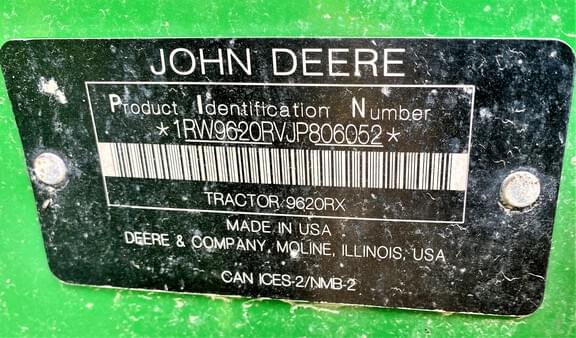 JOHN DEERE
Product Identification Number
*1RW9620RVJP806052*
TRACTOR 9620RX
MADE IN USA
DEERE & COMPANY, MOLINE, ILLINOIS, USA
CAN ICES-2/NMB-2